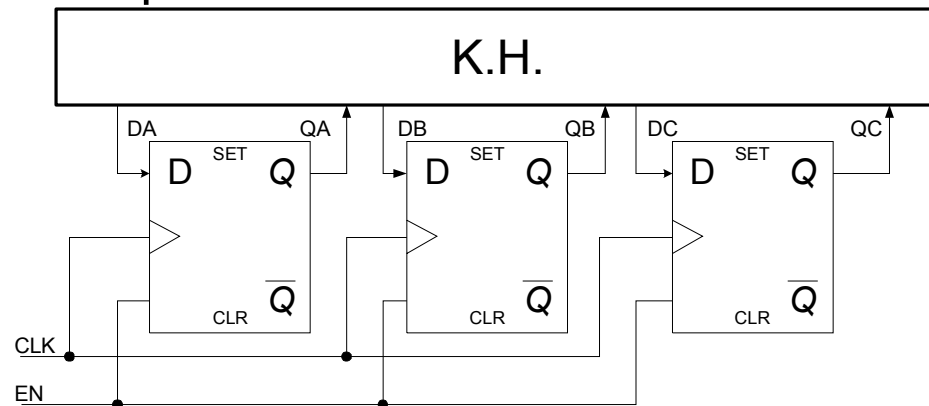 K.H.
DA QA DB QB DC QC
SET SET SET
D Q D Q D Q
Q Q Q
CLR CLR CLR
CLK
EN